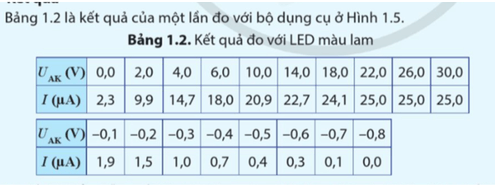 Bảng 1.2 là kết quả của một lần đo với bộ dụng cụ ở Hình 1.5.
Bảng 1.2. Kết quả đo với LED màu lam
U_AK (V) 0,0 2,0 4,0 6,0 10,0 14,0 18,0 22,0 26,0 30,0
I (µA) 2,3 9,9 14,7 18,0 20,9 22,7 24,1 25,0 25,0 25,0
U_AK (V) −0,1 −0,2 −0,3 −0,4 −0,5 −0,6 −0,7 −0,8
I (µA) 1,9 1,5 1,0 0,7 0,4 0,3 0,1 0,0